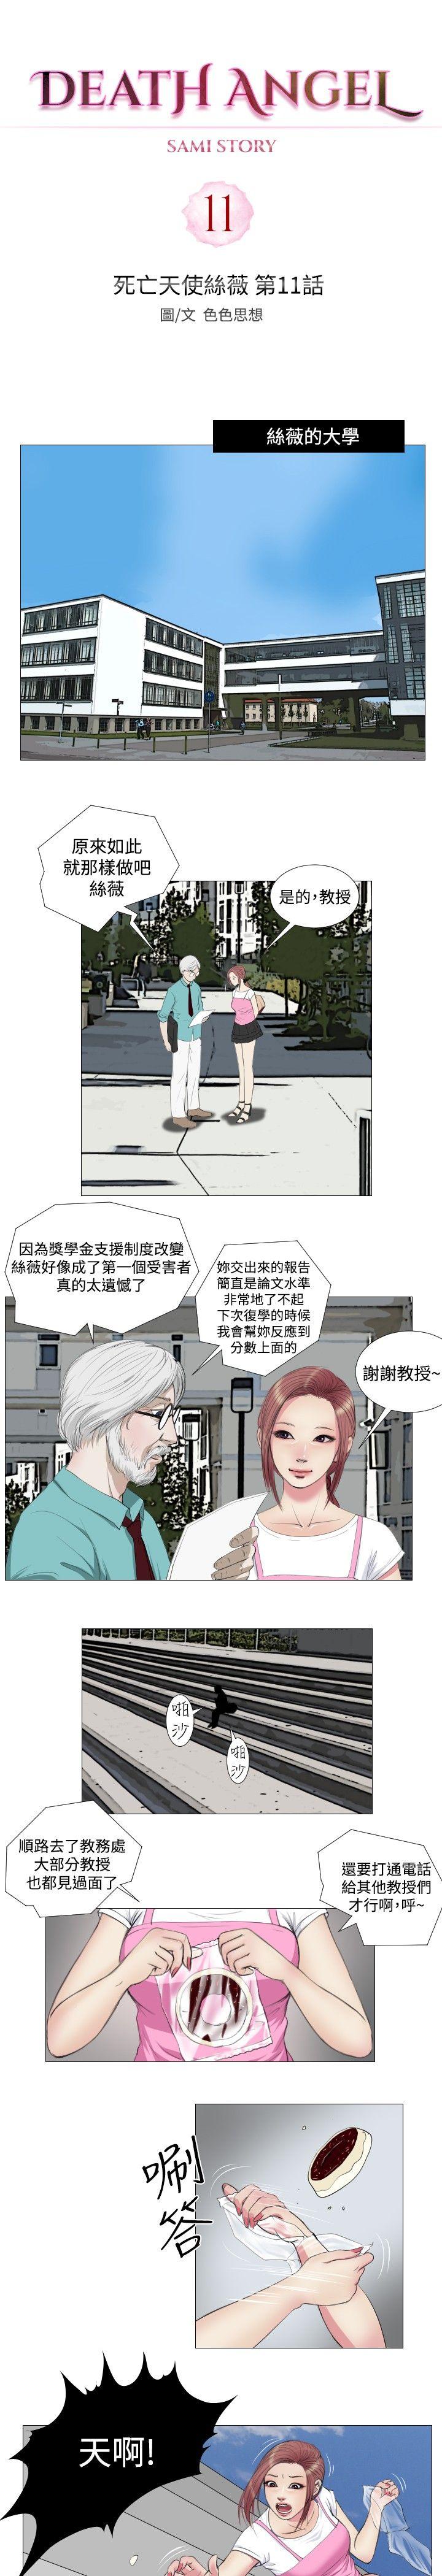 DEATH ANGEL
SAMI STORY
11
死亡天使絲薇 第11話
圖/文 色色思想
絲薇的大學
原來如此
就那樣做吧
絲薇
是的,教授
因為獎學金支援制度改變
絲薇好像成了第一個受害者
真的太遺憾了
妳交出來的報告
簡直是論文水準
非常地了不起
下次復學的時候
我會幫妳反應到
分數上面的
謝謝教授~
啪
沙
啪
沙
順路去了教務處
大部分教授
也都見過面了
還要打通電話
給其他教授們
才行啊,呼~
唰
答
天啊!